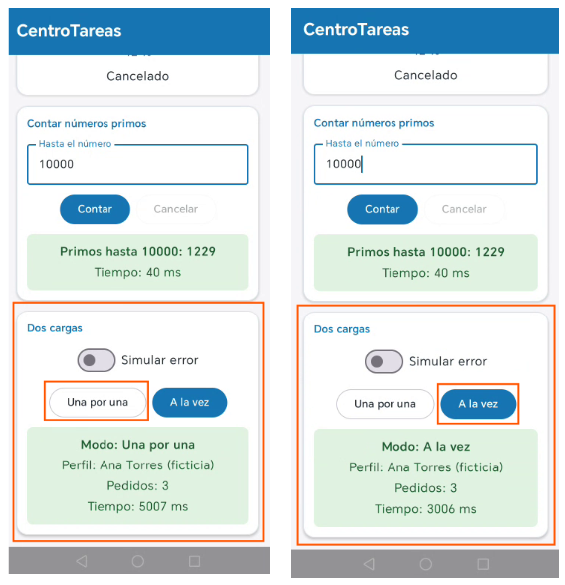 CentroTareas
Cancelado
Contar números primos
Hasta el número
10000
Contar Cancelar
Primos hasta 10000: 1229
Tiempo: 40 ms
Dos cargas
Simular error
Una por una A la vez
Modo: Una por una
Perfil: Ana Torres (ficticia)
Pedidos: 3
Tiempo: 5007 ms
CentroTareas
Cancelado
Contar números primos
Hasta el número
10000
Contar Cancelar
Primos hasta 10000: 1229
Tiempo: 40 ms
Dos cargas
Simular error
Una por una A la vez
Modo: A la vez
Perfil: Ana Torres (ficticia)
Pedidos: 3
Tiempo: 3006 ms